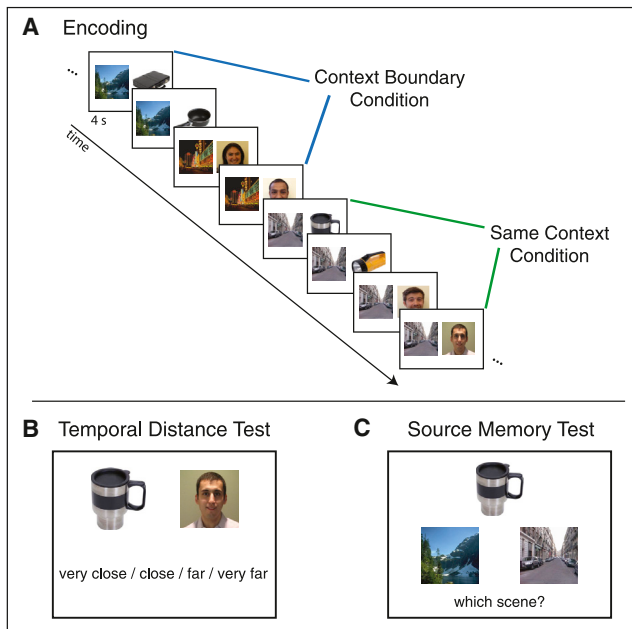 A Encoding
...
Context Boundary
Condition
4 s
time
Same Context
Condition
...
B Temporal Distance Test
very close / close / far / very far
C Source Memory Test
which scene?